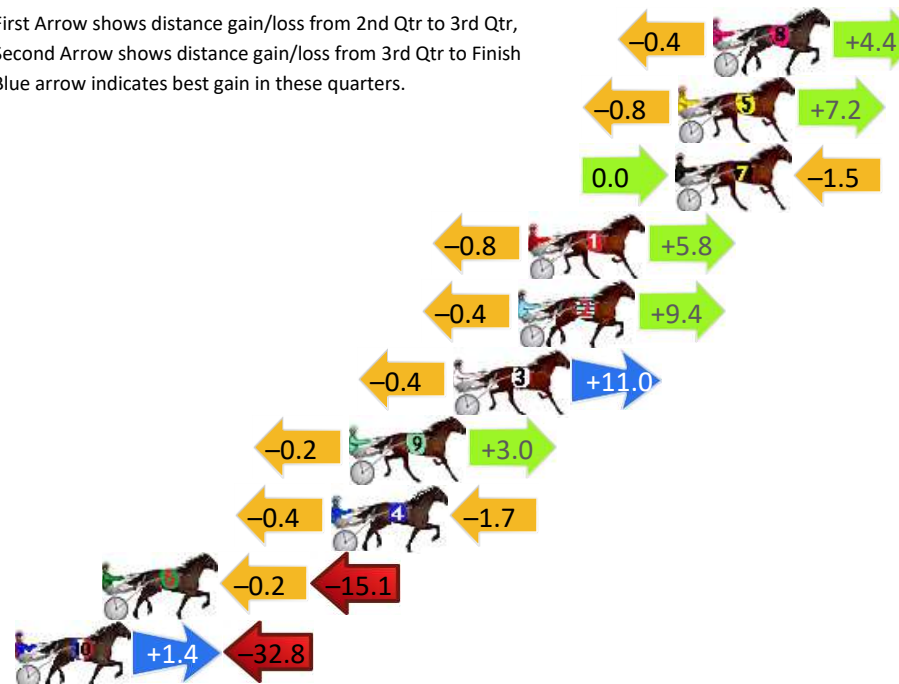 First Arrow shows distance gain/loss from 2nd Qtr to 3rd Qtr,
Second Arrow shows distance gain/loss from 3rd Qtr to Finish
Blue arrow indicates best gain in these quarters.
–0.4 8 +4.4
–0.8 5 +7.2
0.0 7 –1.5
–0.8 1 +5.8
–0.4 2 +9.4
–0.4 3 +11.0
–0.2 9 +3.0
–0.4 4 –1.7
6 –0.2 –15.1
10 +1.4 –32.8